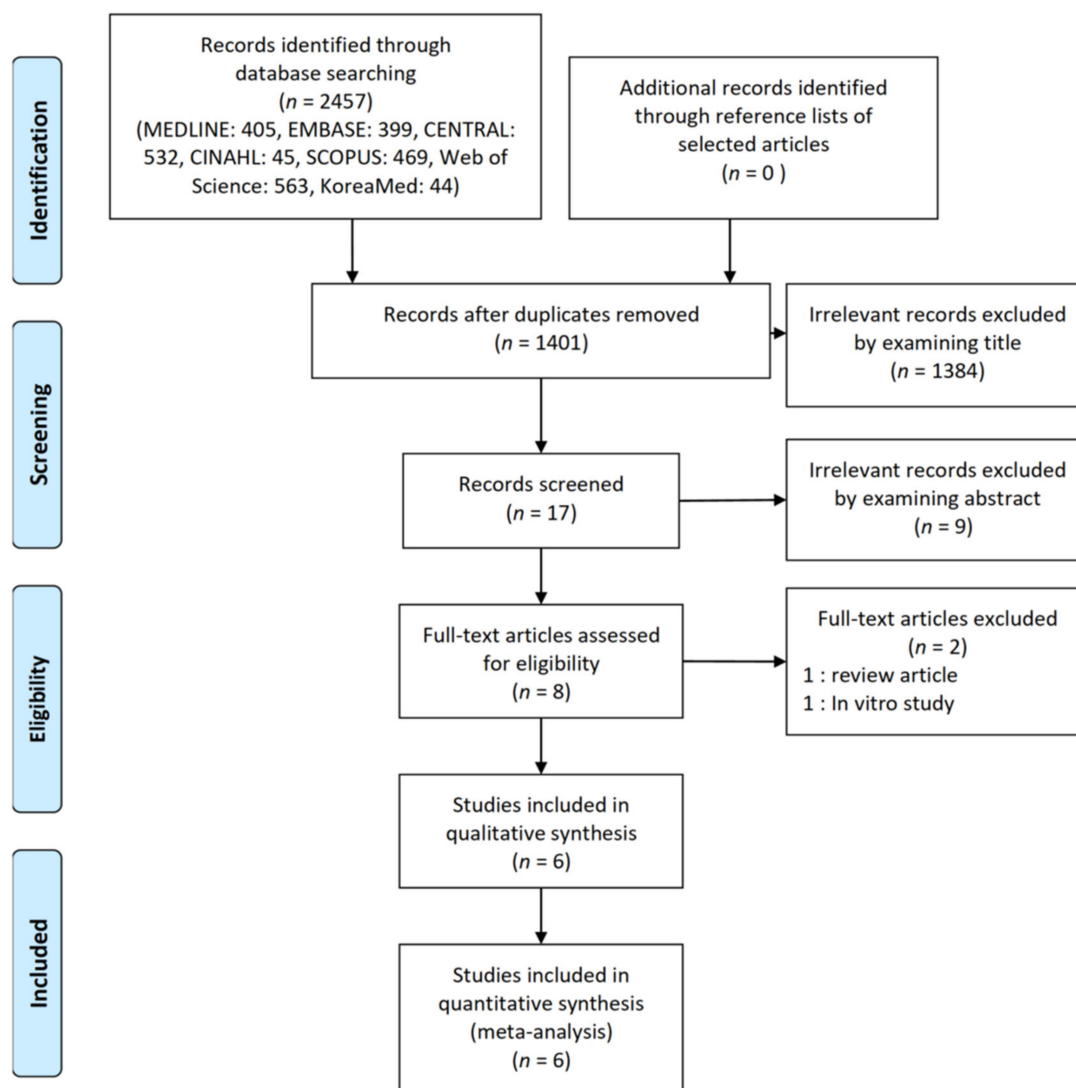 Identification
Records identified through
database searching
(n = 2457)
(MEDLINE: 405, EMBASE: 399, CENTRAL:
532, CINAHL: 45, SCOPUS: 469, Web of
Science: 563, KoreaMed: 44)
Additional records identified
through reference lists of
selected articles
(n = 0 )
Records after duplicates removed
(n = 1401)
Irrelevant records excluded
by examining title
(n = 1384)
Screening
Records screened
(n = 17)
Irrelevant records excluded
by examining abstract
(n = 9)
Eligibility
Full-text articles assessed
for eligibility
(n = 8)
Full-text articles excluded
(n = 2)
1 : review article
1 : In vitro study
Studies included in
qualitative synthesis
(n = 6)
Included
Studies included in
quantitative synthesis
(meta-analysis)
(n = 6)